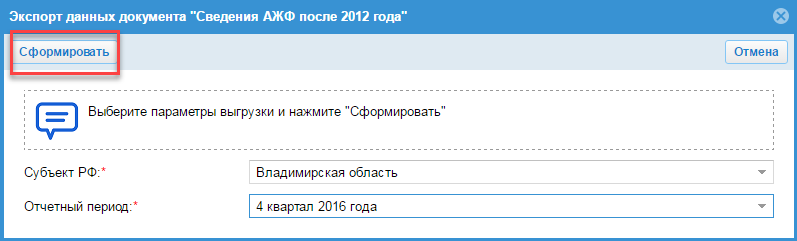 Экспорт данных документа "Сведения АЖФ после 2012 года"
Сформировать Отмена
Выберите параметры выгрузки и нажмите "Сформировать"
Субъект РФ:* Владимирская область
Отчетный период:* 4 квартал 2016 года